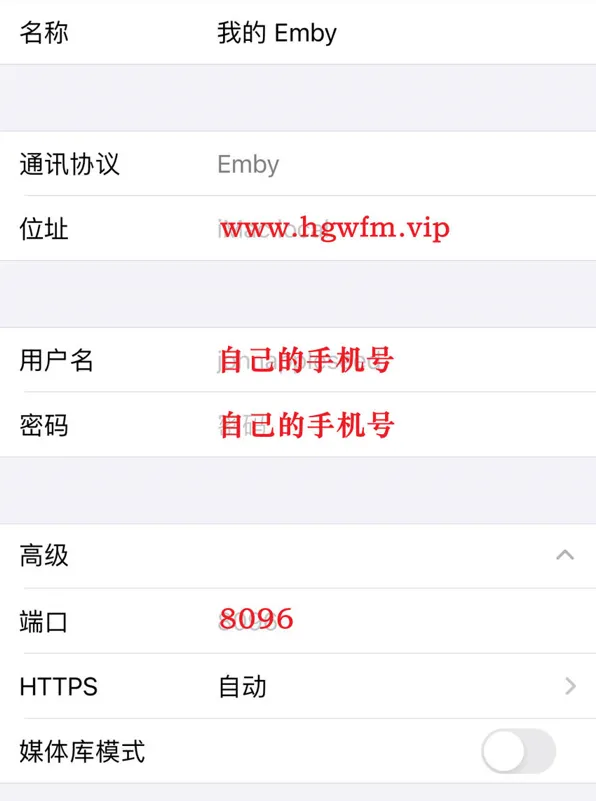 名称 我的 Emby
通讯协议 Emby
位址 www.hgwfm.vip
用户名 自己的手机号
密码 自己的手机号
高级
端口 8096
HTTPS 自动
媒体库模式